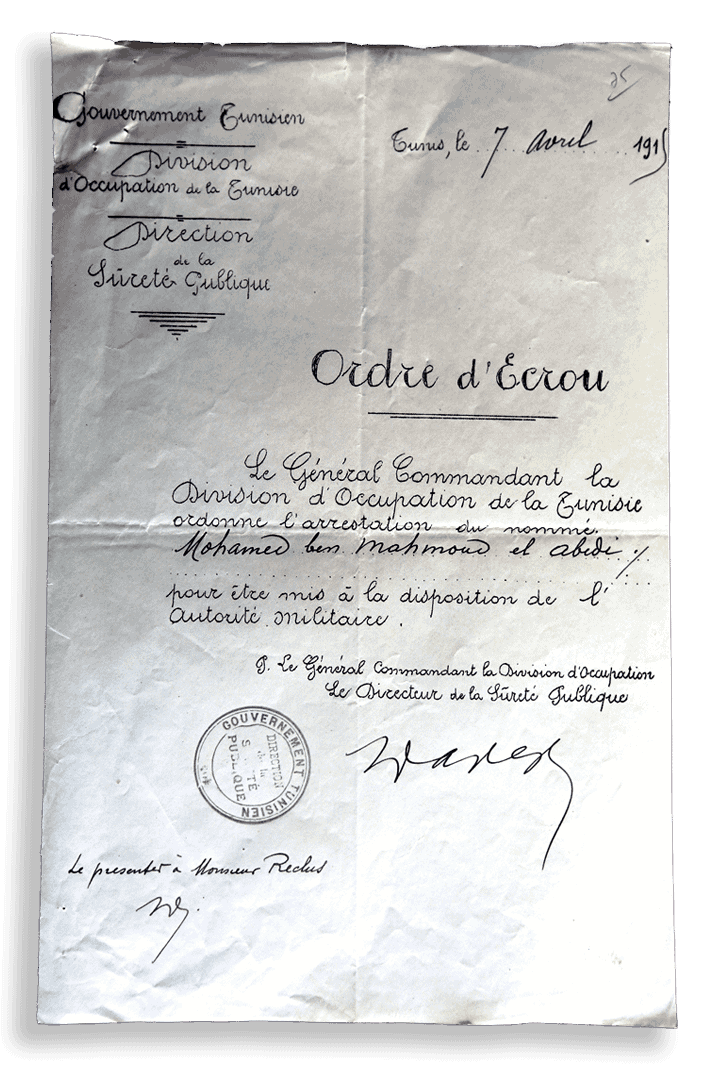 25
Gouvernement Tunisien
Division
d'Occupation de la Tunisie
Direction
de la
Sûreté Publique
Tunis, le 7 avril 1915
Ordre d'Ecrou
Le Général Commandant la
Division d'Occupation de la Tunisie
ordonne l'arrestation du nommé
Mohamed ben Mahmoud el abedi
pour être mis à la disposition de l'
Autorité Militaire.
P. Le Général Commandant la Division d'Occupation
Le Directeur de la Sûreté Publique
GOUVERNEMENT TUNISIEN
DIRECTION
de la
SURETÉ
PUBLIQUE
Le presenter à Monsieur Reclus